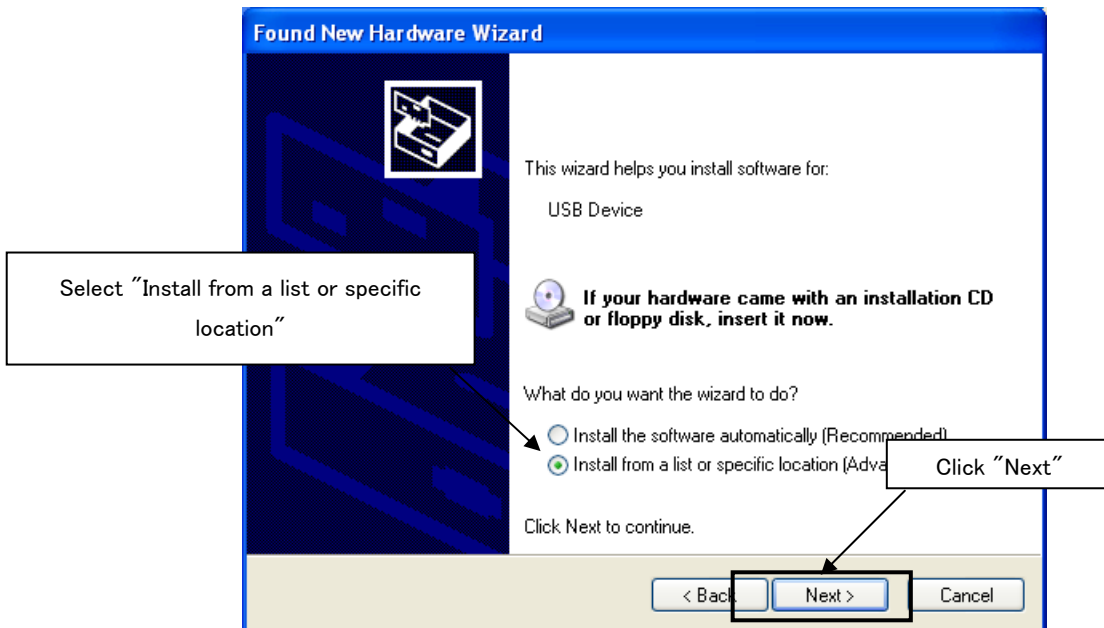 Found New Hardware Wizard
This wizard helps you install software for:
USB Device
Select "Install from a list or specific
location"
If your hardware came with an installation CD
or floppy disk, insert it now.
What do you want the wizard to do?
Install the software automatically (Recommended)
Install from a list or specific location (Adva
Click "Next"
Click Next to continue.
< Back
Next >
Cancel